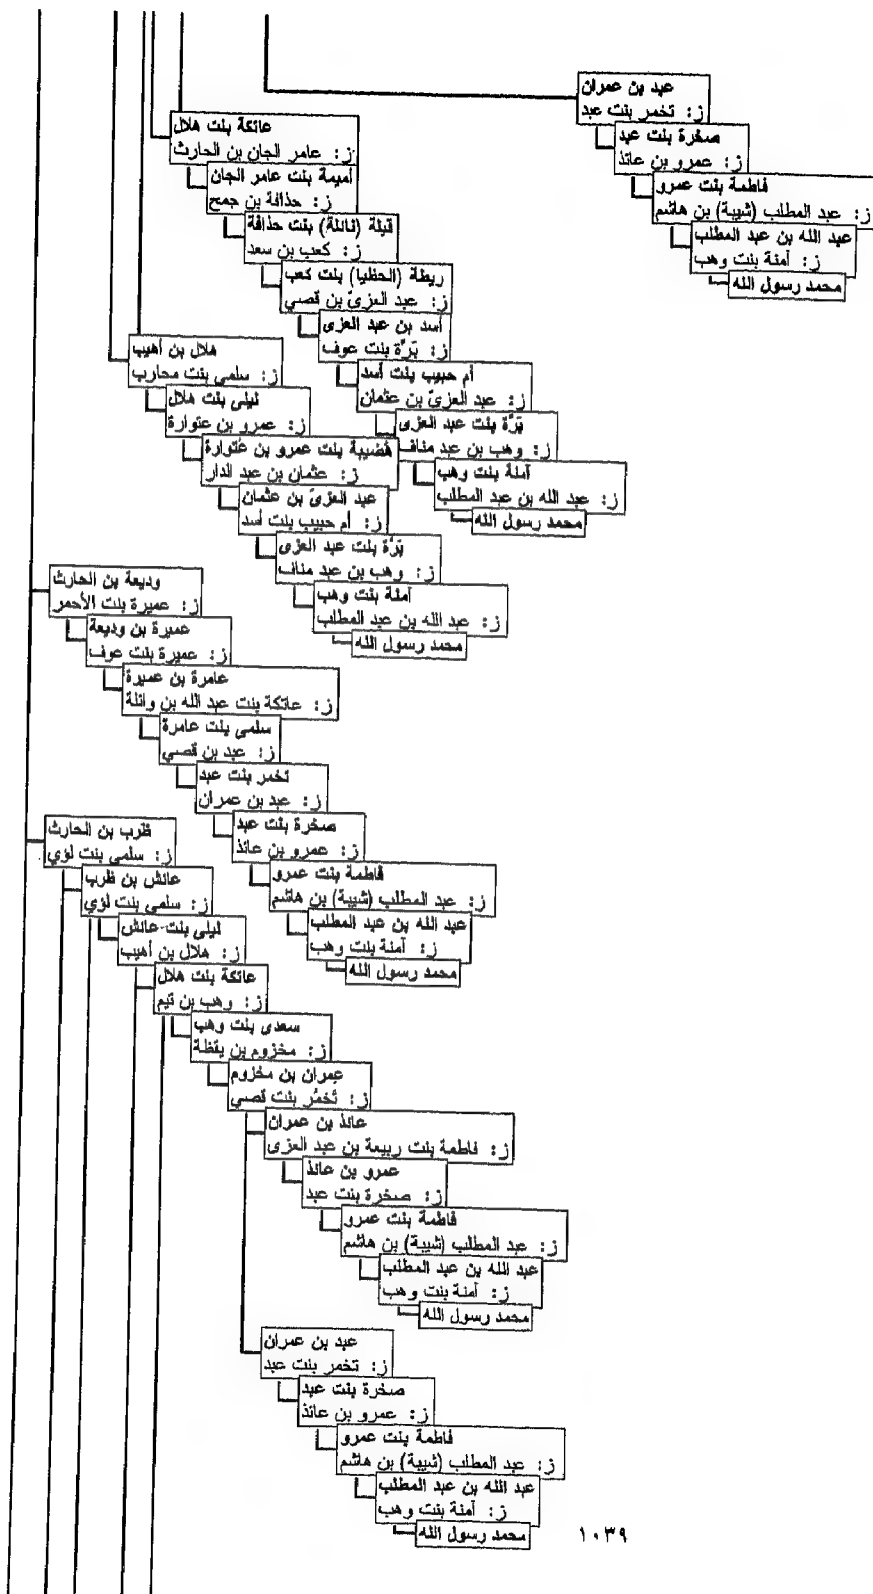 عبد بن عمران
ز: تخمر بنت عبد
صخرة بنت عبد
ز: عمرو بن عائذ
فاطمة بنت عمرو
ز: عبد المطلب (شيبة) بن هاشم
عبد الله بن عبد المطلب
ز: آمنة بنت وهب
محمد رسول الله
عاتكة بنت هلال
ز: عامر الجان بن الحارث
أميمة بنت عامر الجان
ز: حذافة بن جمح
قيلة (نائلة) بنت حذافة
ز: كعب بن سعد
ريطة (الحظيا) بنت كعب
ز: عبد العزىّ بن قصي
أسد بن عبد العزى
ز: بَرَّة بنت عوف
أم حبيب بنت أسد
ز: عبد العزىّ بن عثمان
بَرَّة بنت عبد العزى
ز: وهب بن عبد مناف
آمنة بنت وهب
ز: عبد الله بن عبد المطلب
محمد رسول الله
هلال بن أهيب
ز: سلمى بنت محارب
ليلى بنت هلال
ز: عمرو بن عتوارة
هُضيبة بنت عمرو بن عُتوارة
ز: عثمان بن عبد الدار
عبد العزىّ بن عثمان
ز: أم حبيب بنت أسد
بَرَّة بنت عبد العزى
ز: وهب بن عبد مناف
آمنة بنت وهب
ز: عبد الله بن عبد المطلب
محمد رسول الله
وديعة بن الحارث
ز: عميرة بنت الأحمر
عميرة بن وديعة
ز: عميرة بنت عوف
عامرة بن عميرة
ز: عاتكة بنت عبد الله بن وائلة
سلمى بنت عامرة
ز: عبد بن قصي
تخمر بنت عبد
ز: عبد بن عمران
صخرة بنت عبد
ز: عمرو بن عائذ
فاطمة بنت عمرو
ز: عبد المطلب (شيبة) بن هاشم
عبد الله بن عبد المطلب
ز: آمنة بنت وهب
محمد رسول الله
ظرب بن الحارث
ز: سلمى بنت لؤي
عائش بن ظرب
ز: سلمى بنت لؤي
ليلى بنت عائش
ز: هلال بن أهيب
عاتكة بنت هلال
ز: وهب بن تيم
سعدى بنت وهب
ز: مخزوم بن يقظة
عِمران بن مخزوم
ز: تُخمُر بنت قصي
عائذ بن عمران
ز: فاطمة بنت ربيعة بن عبد العزى
عمرو بن عائذ
ز: صخرة بنت عبد
فاطمة بنت عمرو
ز: عبد المطلب (شيبة) بن هاشم
عبد الله بن عبد المطلب
ز: آمنة بنت وهب
محمد رسول الله
عبد بن عمران
ز: تخمر بنت عبد
صخرة بنت عبد
ز: عمرو بن عائذ
فاطمة بنت عمرو
ز: عبد المطلب (شيبة) بن هاشم
عبد الله بن عبد المطلب
ز: آمنة بنت وهب
محمد رسول الله
١٠٣٩